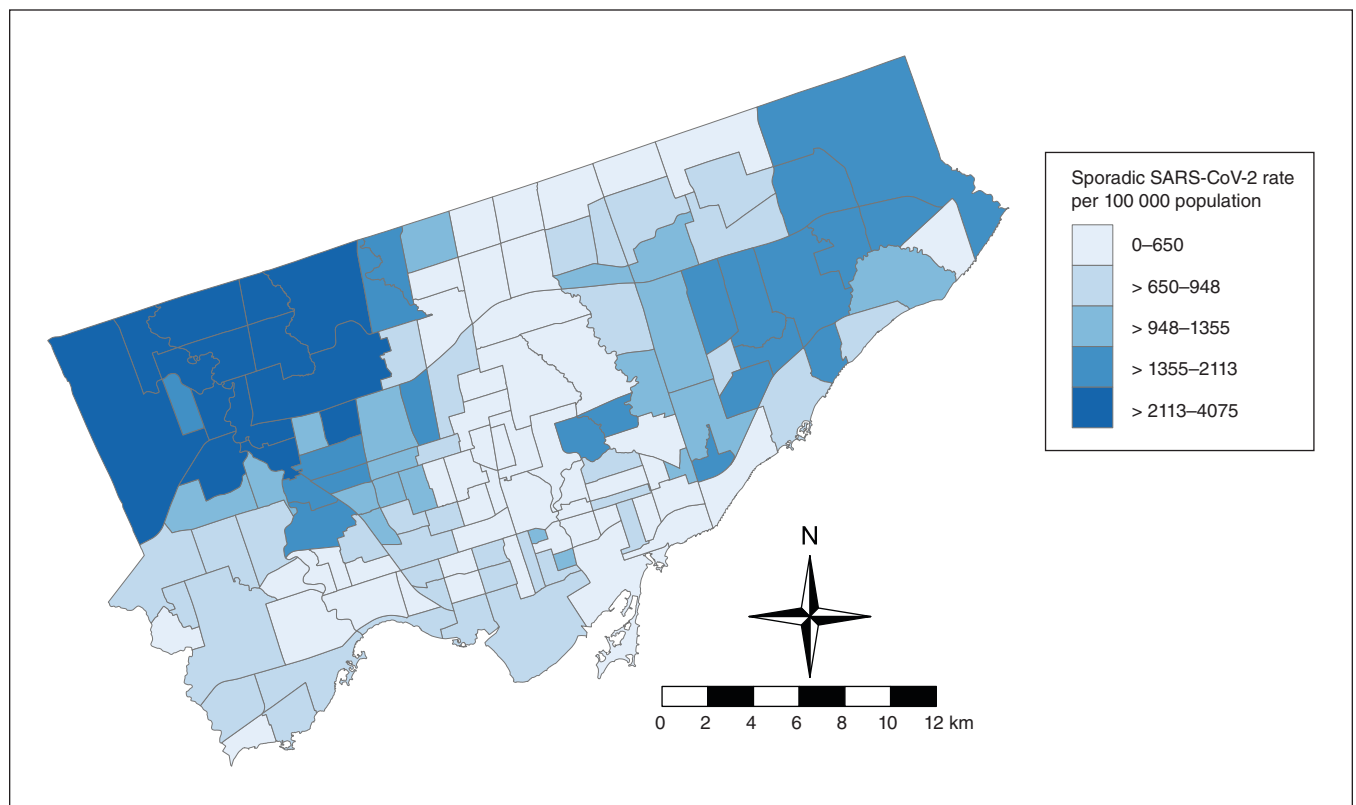 Sporadic SARS-CoV-2 rate
per 100 000 population
0–650
> 650–948
> 948–1355
> 1355–2113
> 2113–4075
N
0 2 4 6 8 10 12 km